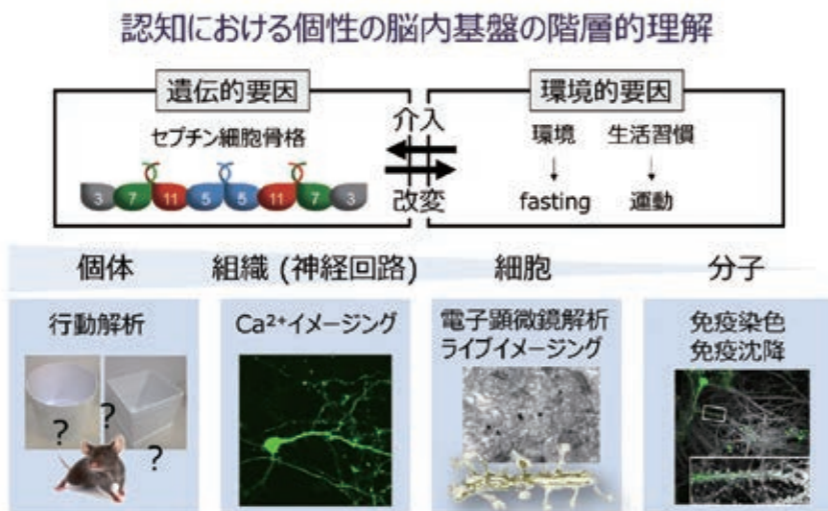 認知における個性の脳内基盤の階層的理解
遺伝的要因
セプチン細胞骨格
3 7 11 5 5 11 7 3
介入
改変
環境的要因
環境 生活習慣
fasting 運動
個体 組織 (神経回路) 細胞 分子
行動解析
? ? ?
Ca²⁺イメージング
電子顕微鏡解析
ライブイメージング
免疫染色
免疫沈降